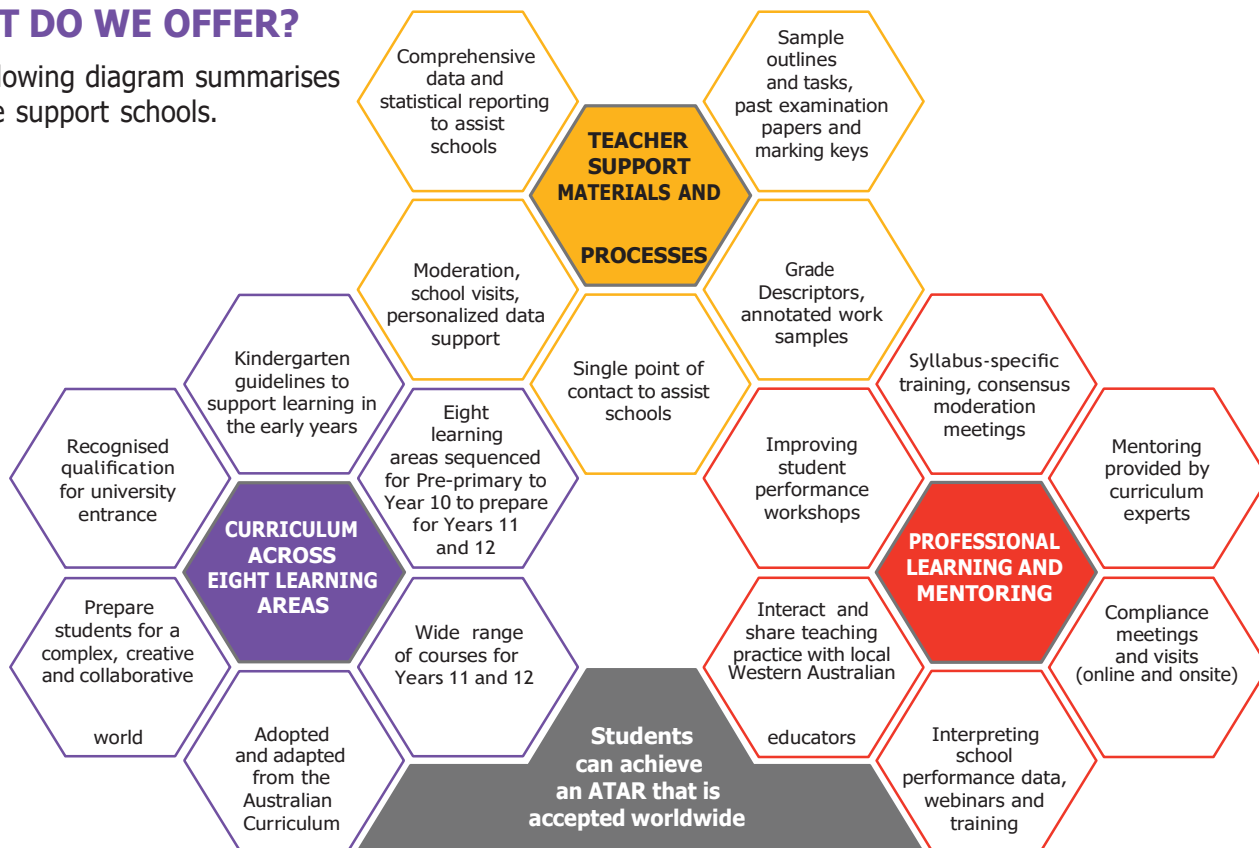 T DO WE OFFER?
lowing diagram summarises
e support schools.
Comprehensive
data and
statistical reporting
to assist
schools
Sample
outlines
and tasks,
past examination
papers and
marking keys
TEACHER
SUPPORT
MATERIALS AND
PROCESSES
Moderation,
school visits,
personalized data
support
Grade
Descriptors,
annotated work
samples
Single point of
contact to assist
schools
Kindergarten
guidelines to
support learning in
the early years
Recognised
qualification
for university
entrance
Eight
learning
areas sequenced
for Pre-primary to
Year 10 to prepare
for Years 11
and 12
CURRICULUM
ACROSS
EIGHT LEARNING
AREAS
Prepare
students for a
complex, creative
and collaborative
world
Wide range
of courses for
Years 11 and 12
Adopted
and adapted
from the
Australian
Curriculum
Syllabus-specific
training, consensus
moderation
meetings
Improving
student
performance
workshops
Mentoring
provided by
curriculum
experts
PROFESSIONAL
LEARNING AND
MENTORING
Interact and
share teaching
practice with local
Western Australian
educators
Compliance
meetings
and visits
(online and onsite)
Interpreting
school
performance data,
webinars and
training
Students
can achieve
an ATAR that is
accepted worldwide